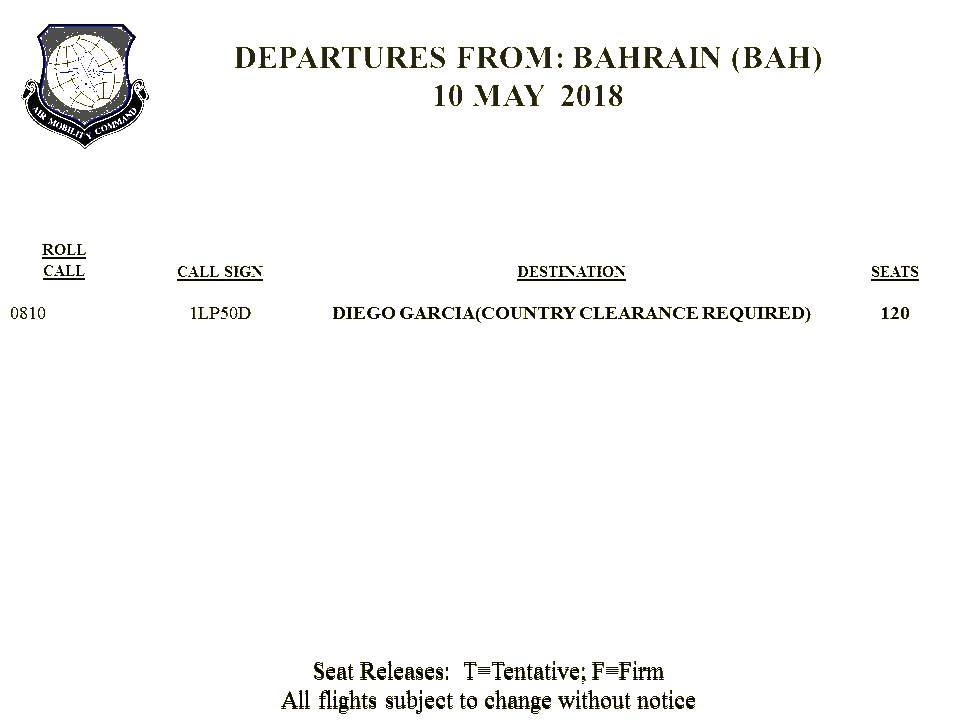 AIR MOBILITY COMMAND
DEPARTURES FROM: BAHRAIN (BAH)
10 MAY 2018
ROLL
CALL
CALL SIGN
DESTINATION
SEATS
0810
1LP50D
DIEGO GARCIA(COUNTRY CLEARANCE REQUIRED)
120
Seat Releases: T=Tentative; F=Firm
All flights subject to change without notice